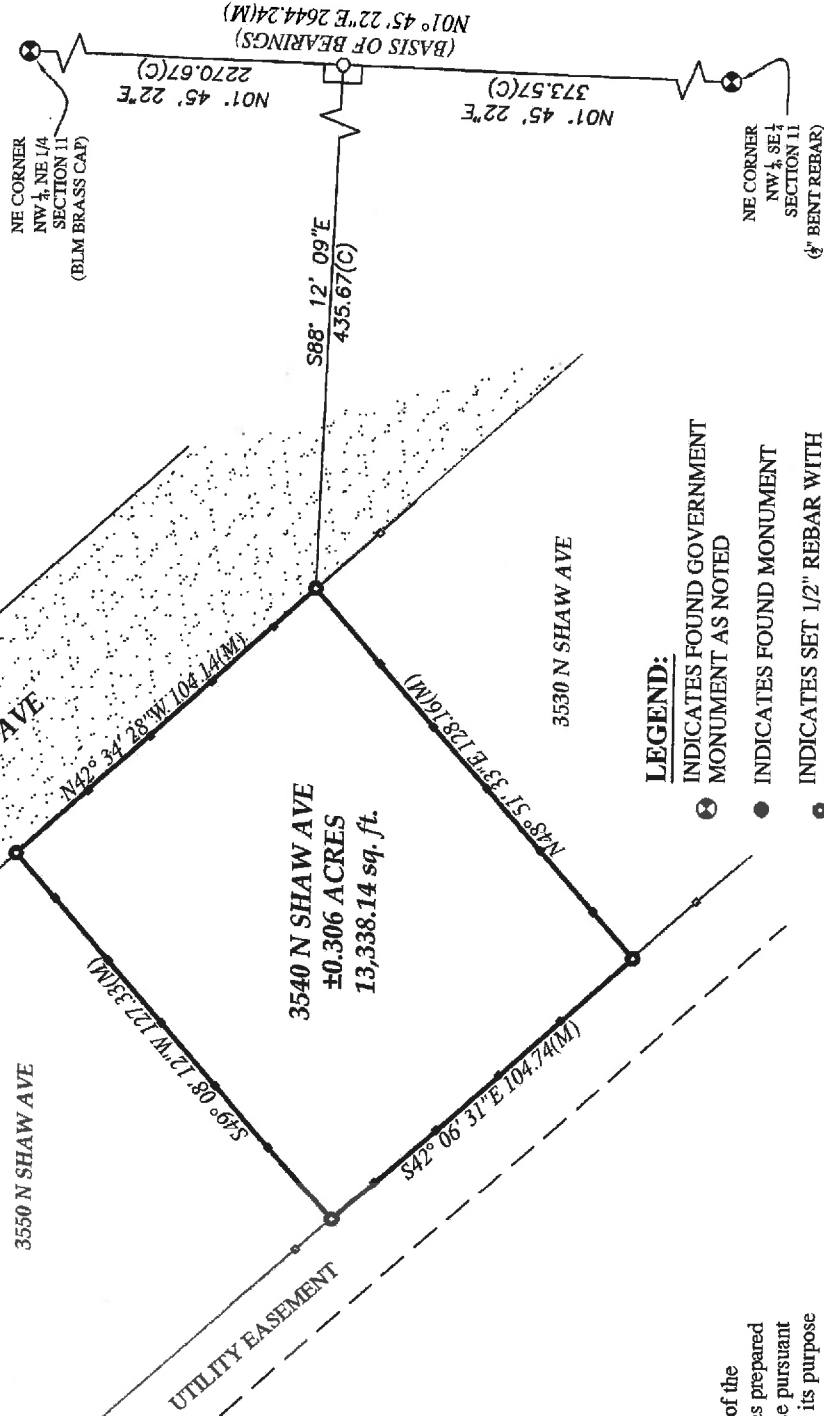 NE CORNER
NW 1/4, NE 1/4
SECTION 11
(BLM BRASS CAP)
N01° 45' 22"E
2270.67(C)
(BASIS OF BEARINGS)
N01° 45' 22"E 2644.24(M)
N01° 45' 22"E
373.57(C)
NE CORNER
NW 1/4, SE 1/4
SECTION 11
(1/2" BENT REBAR)
S88° 12' 09"E
435.67(C)
AVE
N42° 34' 28"W 104.14(M)
3550 N SHAW AVE
S49° 08' 12"W 127.33(M)
3540 N SHAW AVE
±0.306 ACRES
13,338.14 sq. ft.
N48° 51' 33"E 128.16(M)
3530 N SHAW AVE
S42° 06' 31"E 104.74(M)
UTILITY EASEMENT
LEGEND:
INDICATES FOUND GOVERNMENT
MONUMENT AS NOTED
INDICATES FOUND MONUMENT
INDICATES SET 1/2" REBAR WITH
of the
prepared
pursuant
its purpose